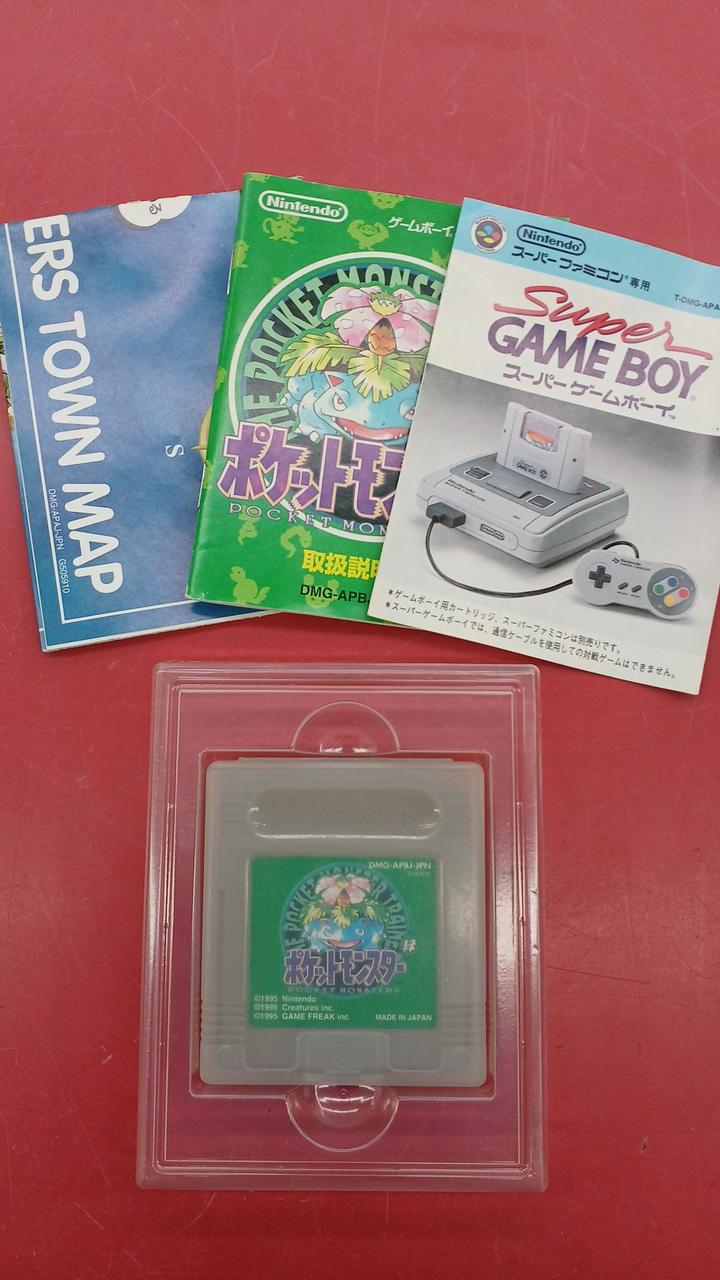 ERS TOWN MAP
S
DMG-APAJ-JPN G505910
Nintendo
ゲームボーイ
POCKET MONST
ポケットモン
POCKET MON
取扱説明
DMG-APB
Nintendo
スーパーファミコン®専用
T-DMG-APA
Super
GAME BOY®
スーパーゲームボーイ™
*ゲームボーイ用カートリッジ、スーパーファミコンは別売りです。
*スーパーゲームボーイでは、通信ケーブルを使用しての対戦ゲームはできません。
DMG-APBJ-JPN
THE POCKET MONSTER TRAINER
緑
ポケットモンスター
POCKET MONSTERS
©1995 Nintendo
©1995 Creatures inc.
©1995 GAME FREAK inc.
MADE IN JAPAN